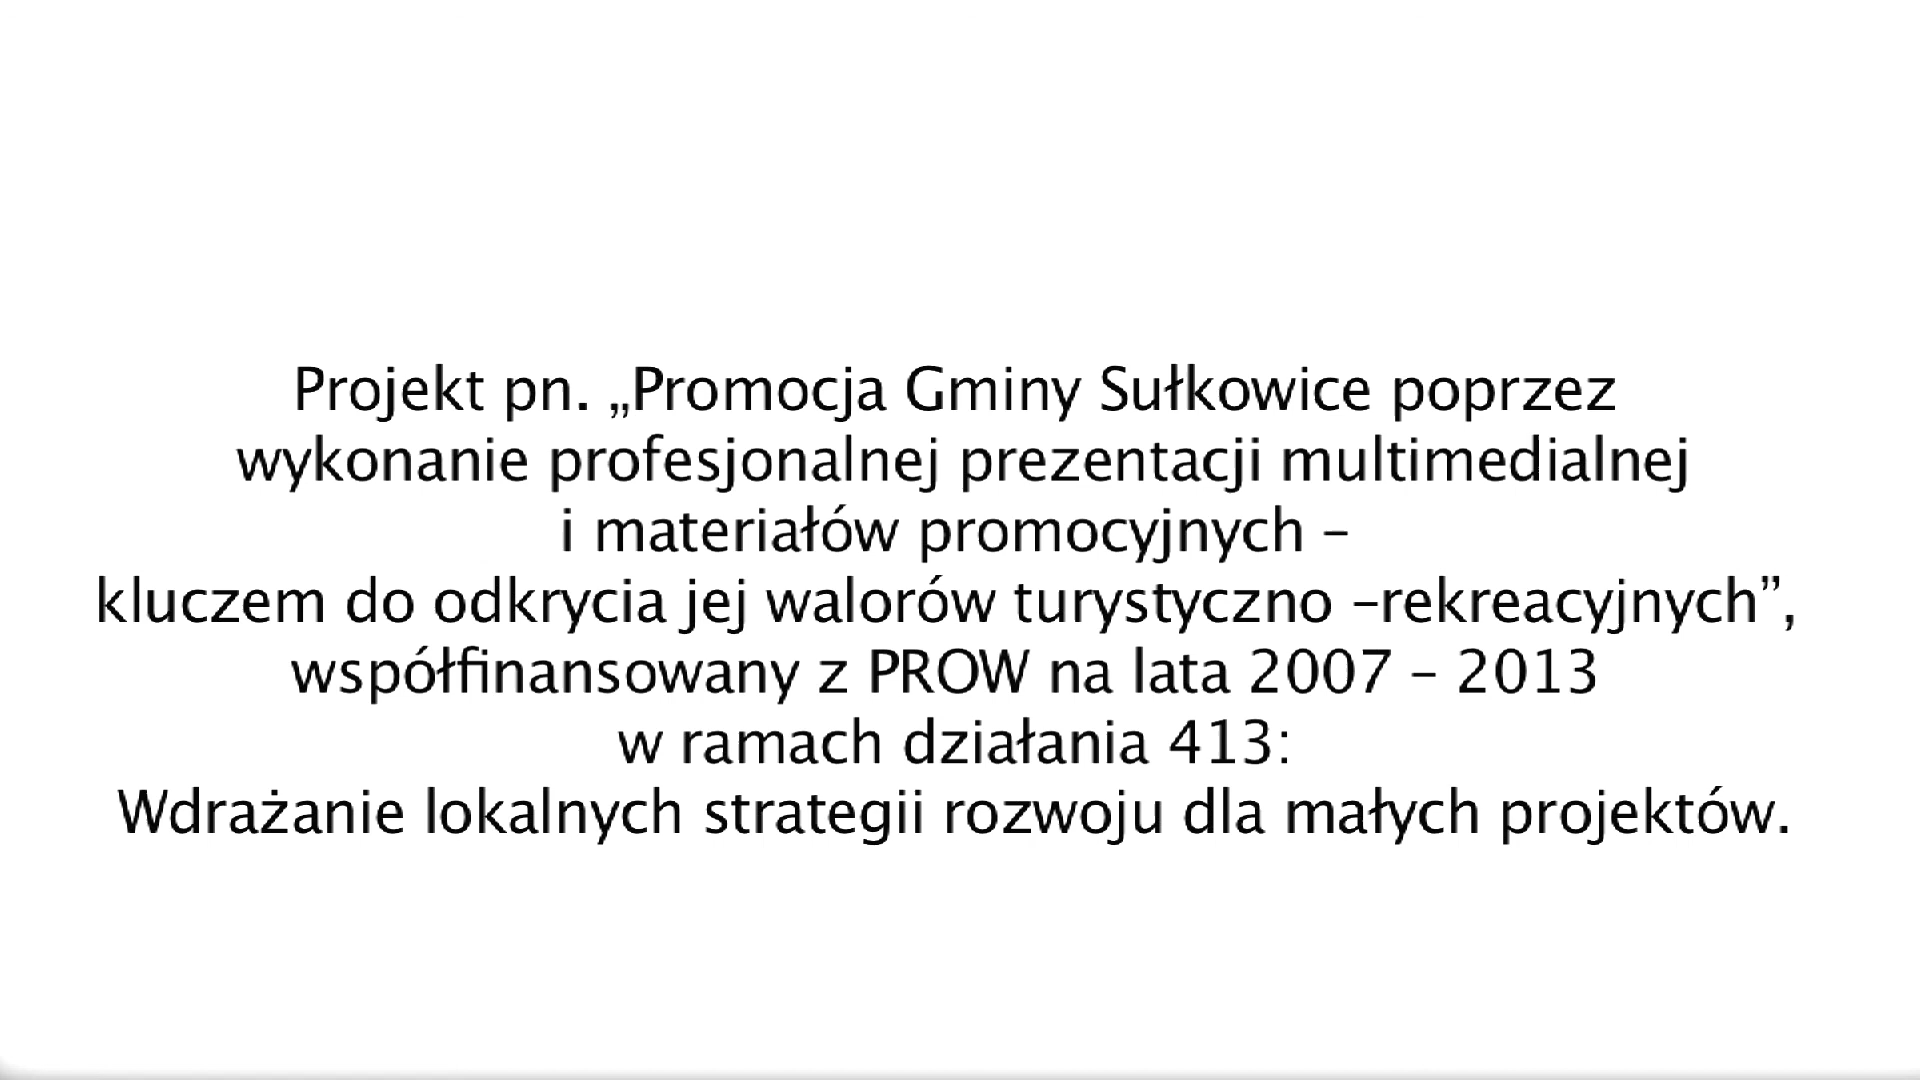 Projekt pn. „Promocja Gminy Sułkowice poprzez
wykonanie profesjonalnej prezentacji multimedialnej
i materiałów promocyjnych –
kluczem do odkrycia jej walorów turystyczno –rekreacyjnych”,
współfinansowany z PROW na lata 2007 – 2013
w ramach działania 413:
Wdrażanie lokalnych strategii rozwoju dla małych projektów.